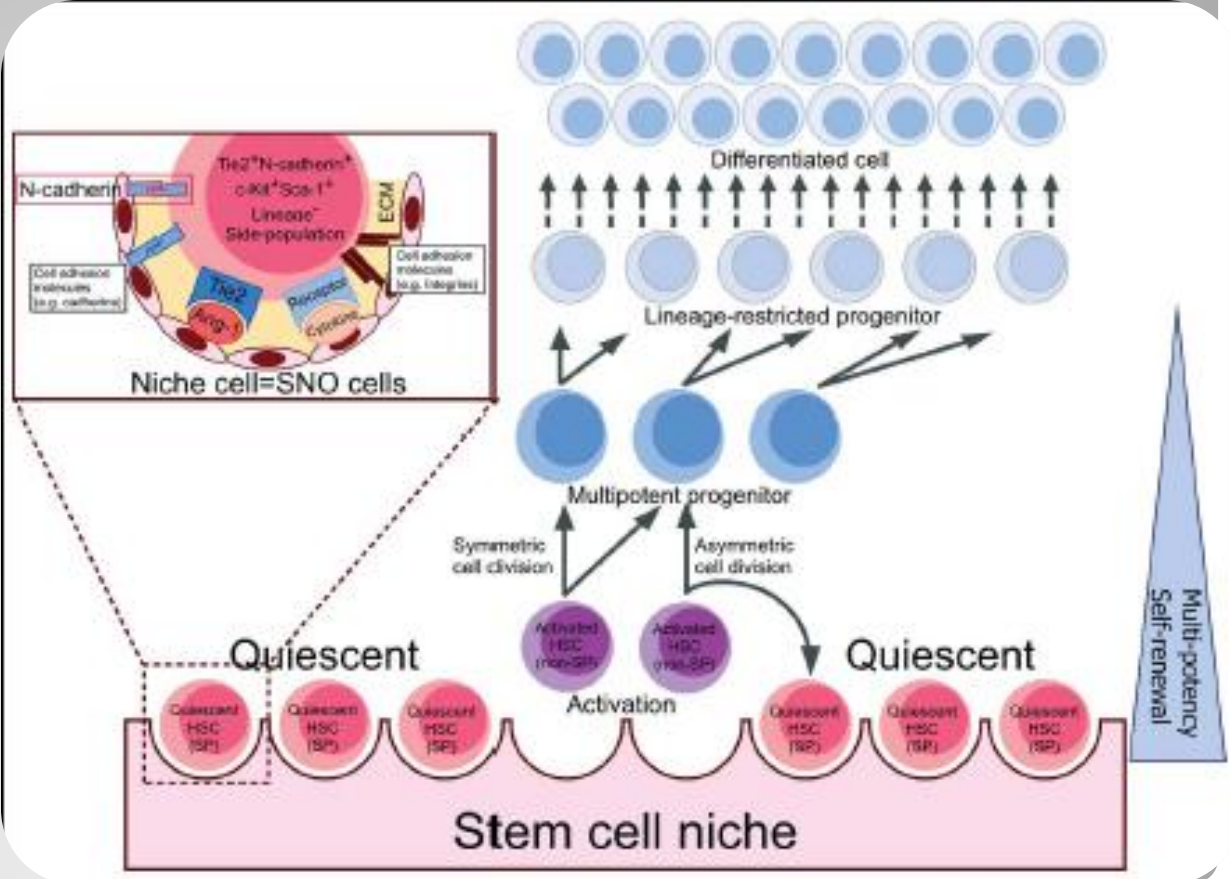 Differentiated cell
Tie2+N-cadherin+
c-Kit+Sca-1+
Lineage-
Side-population
N-cadherin
ECM
Cell adhesion
molecules
(e.g. cadherins)
Cell adhesion
molecules
(e.g. Integrins)
Tie2
Ang-1
Receptor
Cytokine
Niche cell=SNO cells
Lineage-restricted progenitor
Multipotent progenitor
Symmetric
cell division
Asymmetric
cell division
Quiescent
Activated
HSC
(non-SP)
Activated
HSC
(non-SP)
Activation
Quiescent
Quiescent
HSC
(SP)
Quiescent
HSC
(SP)
Quiescent
HSC
(SP)
Quiescent
HSC
(SP)
Quiescent
HSC
(SP)
Quiescent
HSC
(SP)
Multi-potency
Self-renewal
Stem cell niche